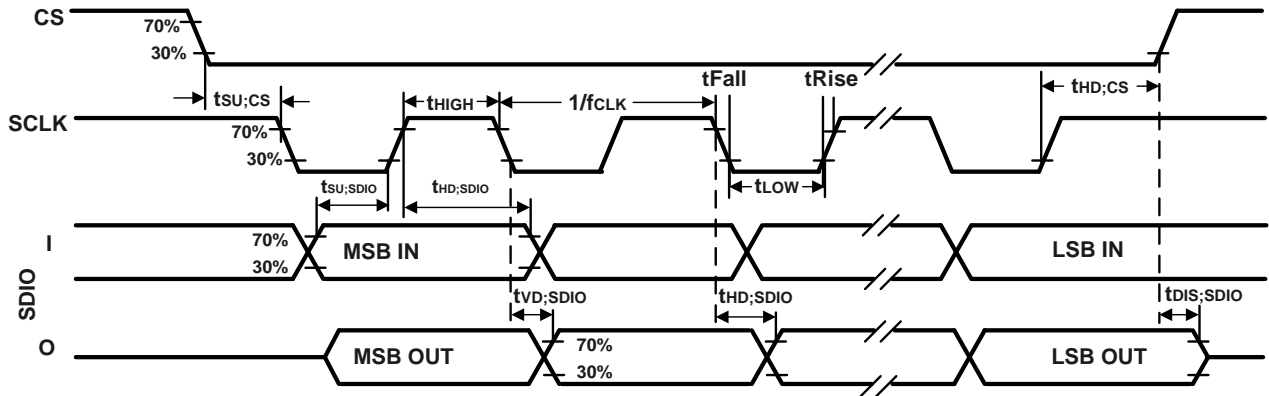 CS
70%
30%
tFall
tRise
tSU;CS
tHIGH
1/fCLK
tHD;CS
SCLK
70%
30%
tSU;SDIO
tHD;SDIO
tLOW
SDIO
I
70%
30%
MSB IN
LSB IN
tVD;SDIO
tHD;SDIO
tDIS;SDIO
O
MSB OUT
70%
30%
LSB OUT